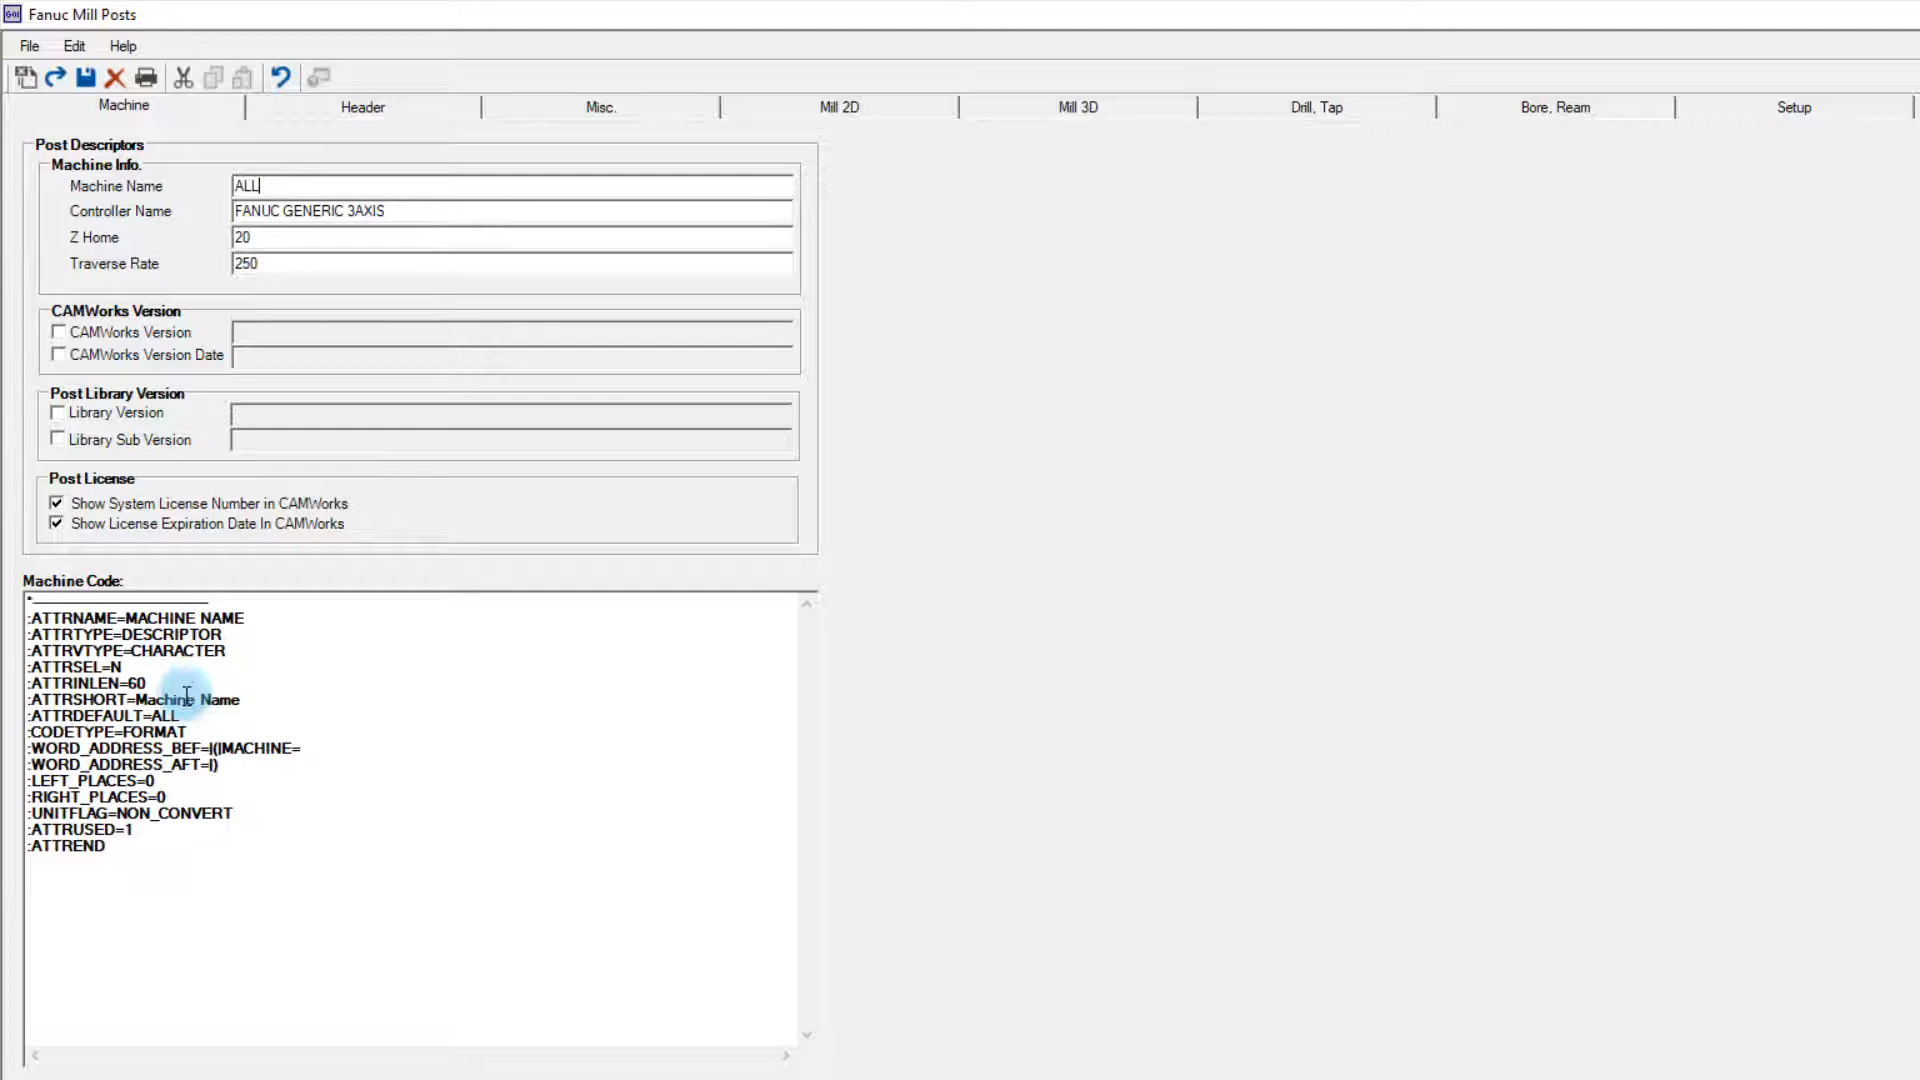 Fanuc Mill Posts
File Edit Help
Machine Header Misc. Mill 2D Mill 3D Drill, Tap Bore, Ream Setup
Post Descriptors
Machine Info.
Machine Name ALL
Controller Name FANUC GENERIC 3AXIS
Z Home 20
Traverse Rate 250
CAMWorks Version
CAMWorks Version
CAMWorks Version Date
Post Library Version
Library Version
Library Sub Version
Post License
Show System License Number in CAMWorks
Show License Expiration Date In CAMWorks
Machine Code:
*______________________
:ATTRNAME=MACHINE NAME
:ATTRTYPE=DESCRIPTOR
:ATTRVTYPE=CHARACTER
:ATTRSEL=N
:ATTRINLEN=60
:ATTRSHORT=Machine Name
:ATTRDEFAULT=ALL
:CODETYPE=FORMAT
:WORD_ADDRESS_BEF=|(|MACHINE=
:WORD_ADDRESS_AFT=|)
:LEFT_PLACES=0
:RIGHT_PLACES=0
:UNITFLAG=NON_CONVERT
:ATTRUSED=1
:ATTREND